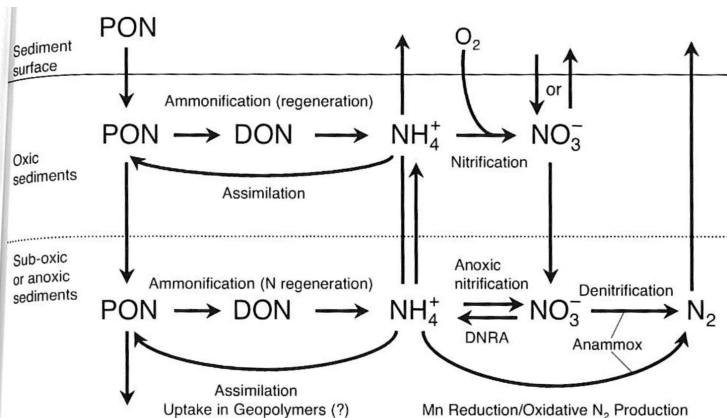 PON
Sediment
surface
O₂
or
Ammonification (regeneration)
PON
DON
NH₄⁺
NO₃⁻
Nitrification
Assimilation
Oxic
sediments
Sub-oxic
or anoxic
sediments
Ammonification (N regeneration)
Anoxic
nitrification
Denitrification
PON
DON
NH₄⁺
NO₃⁻
N₂
DNRA
Anammox
Assimilation
Uptake in Geopolymers (?)
Mn Reduction/Oxidative N₂ Production